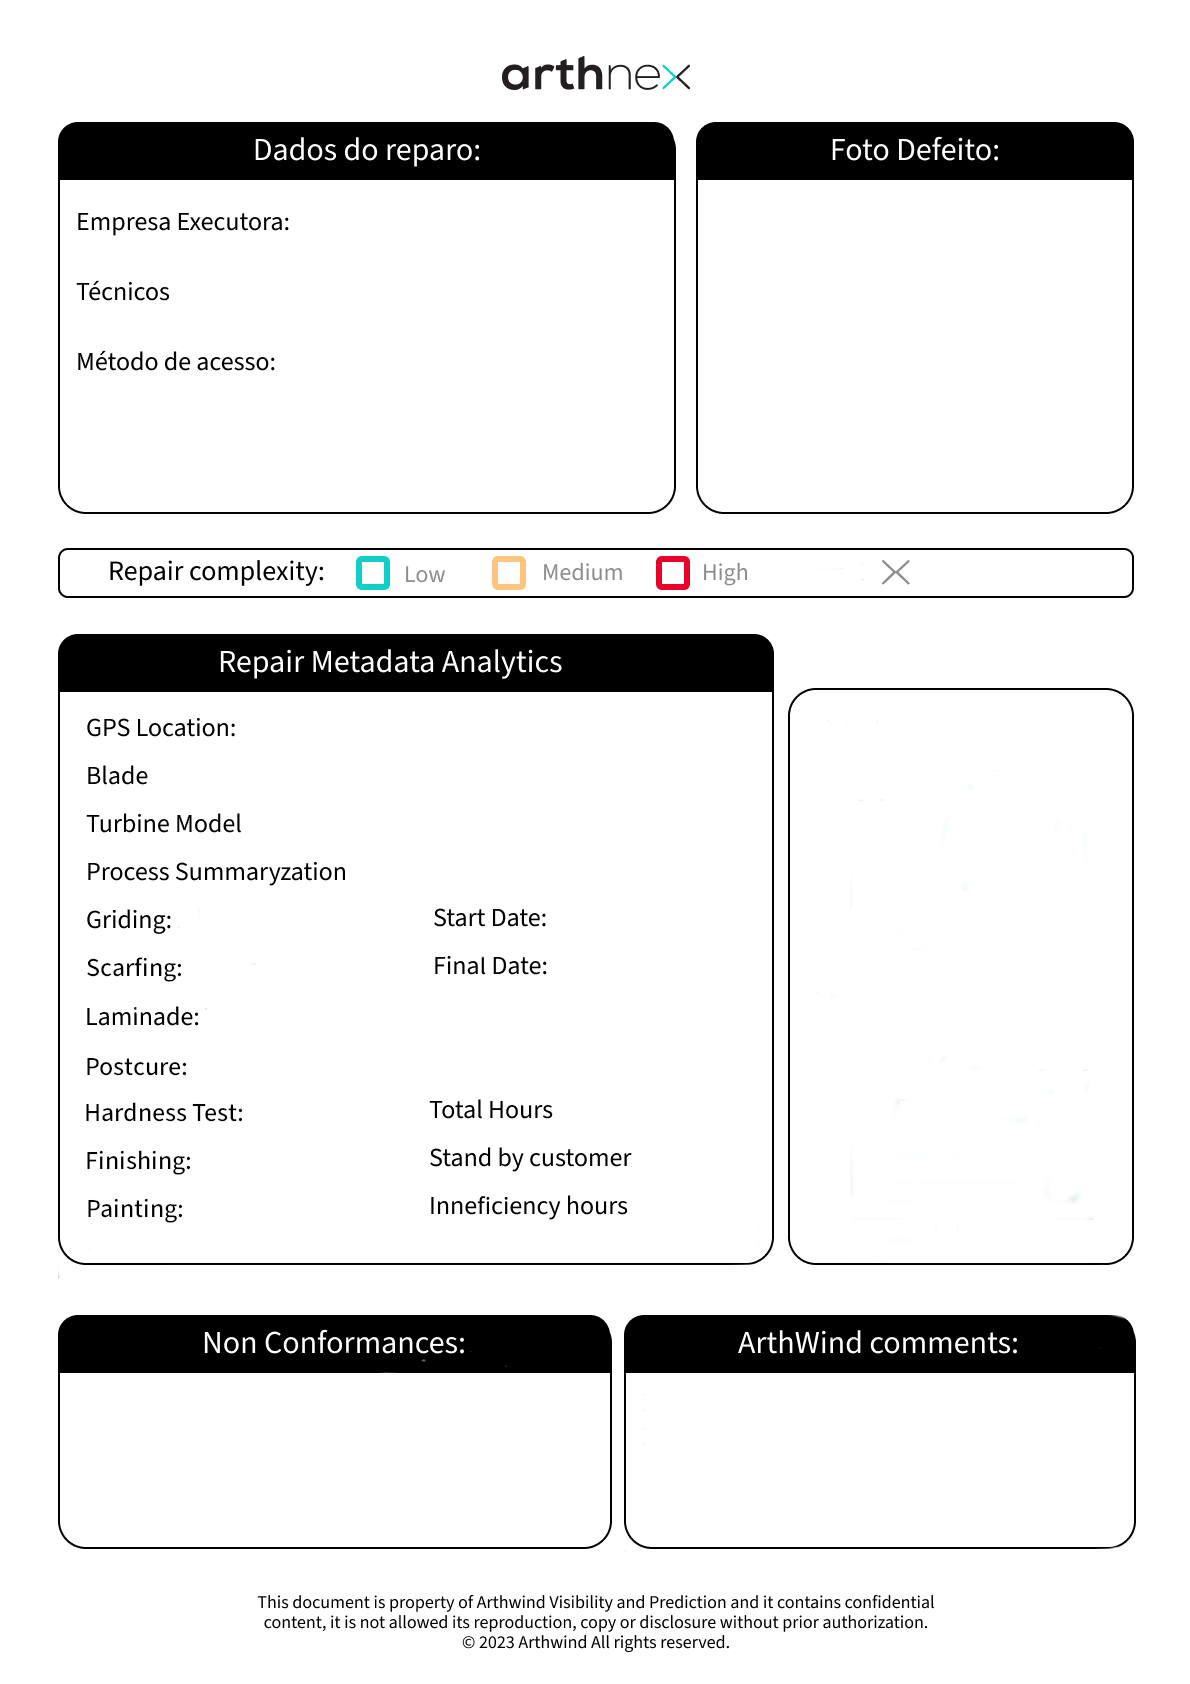 arthnex
Dados do reparo:
Empresa Executora:
Técnicos
Método de acesso:
Foto Defeito:
Repair complexity: Low Medium High
Repair Metadata Analytics
GPS Location:
Blade
Turbine Model
Process Summaryzation
Griding:
Scarfing:
Laminade:
Postcure:
Hardness Test:
Finishing:
Painting:
Start Date:
Final Date:
Total Hours
Stand by customer
Inneficiency hours
Non Conformances:
ArthWind comments:
This document is property of Arthwind Visibility and Prediction and it contains confidential
content, it is not allowed its reproduction, copy or disclosure without prior authorization.
© 2023 Arthwind All rights reserved.